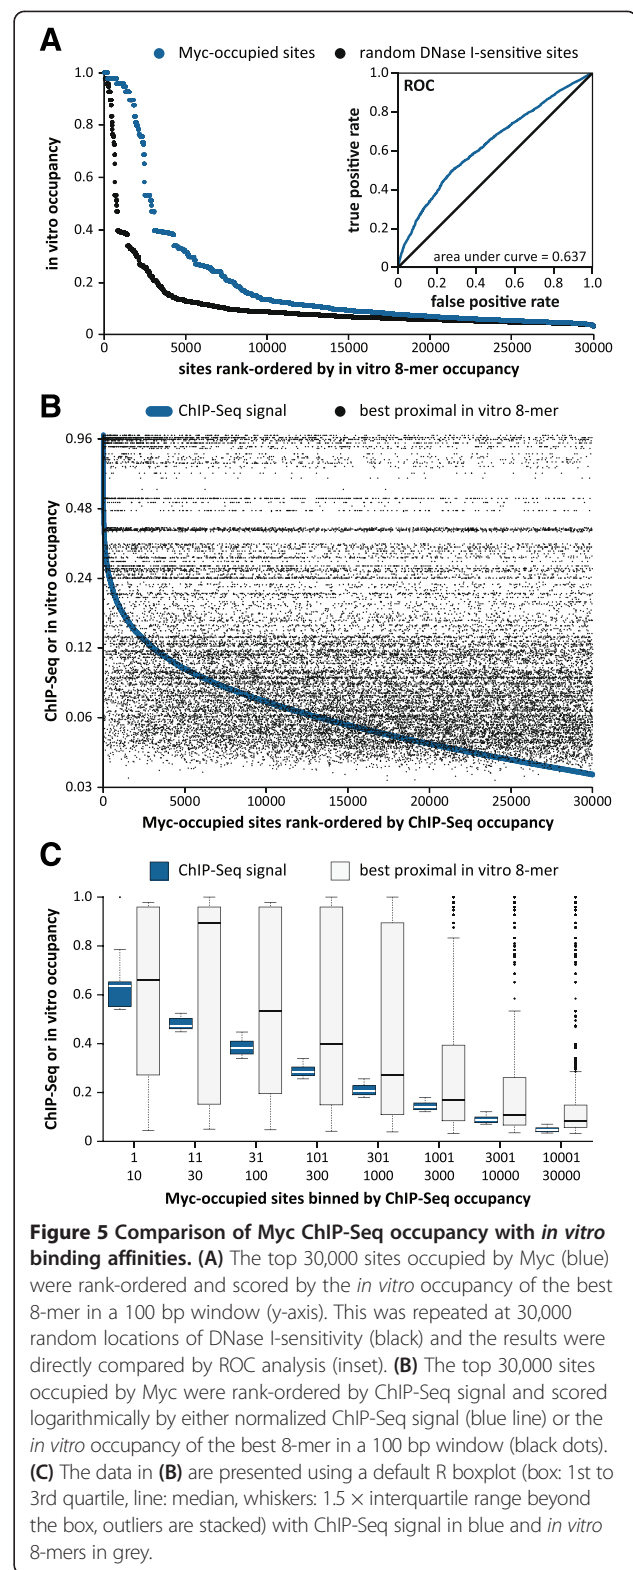 A
Myc-occupied sites
random DNase I-sensitive sites
1.0
0.8
0.6
0.4
0.2
0
in vitro occupancy
0
5000
10000
15000
20000
25000
30000
sites rank-ordered by in vitro 8-mer occupancy
ROC
1.0
0.8
0.6
0.4
0.2
0
true positive rate
area under curve = 0.637
0
0.2
0.4
0.6
0.8
1.0
false positive rate
B
ChIP-Seq signal
best proximal in vitro 8-mer
0.96
0.48
0.24
0.12
0.06
0.03
ChIP-Seq or in vitro occupancy
0
5000
10000
15000
20000
25000
30000
Myc-occupied sites rank-ordered by ChIP-Seq occupancy
C
ChIP-Seq signal
best proximal in vitro 8-mer
1.0
0.8
0.6
0.4
0.2
0
ChIP-Seq or in vitro occupancy
1 11 31 101 301 1001 3001 10001
10 30 100 300 1000 3000 10000 30000
Myc-occupied sites binned by ChIP-Seq occupancy
Figure 5 Comparison of Myc ChIP-Seq occupancy with in vitro
binding affinities. (A) The top 30,000 sites occupied by Myc (blue)
were rank-ordered and scored by the in vitro occupancy of the best
8-mer in a 100 bp window (y-axis). This was repeated at 30,000
random locations of DNase I-sensitivity (black) and the results were
directly compared by ROC analysis (inset). (B) The top 30,000 sites
occupied by Myc were rank-ordered by ChIP-Seq signal and scored
logarithmically by either normalized ChIP-Seq signal (blue line) or the
in vitro occupancy of the best 8-mer in a 100 bp window (black dots).
(C) The data in (B) are presented using a default R boxplot (box: 1st to
3rd quartile, line: median, whiskers: 1.5 × interquartile range beyond
the box, outliers are stacked) with ChIP-Seq signal in blue and in vitro
8-mers in grey.